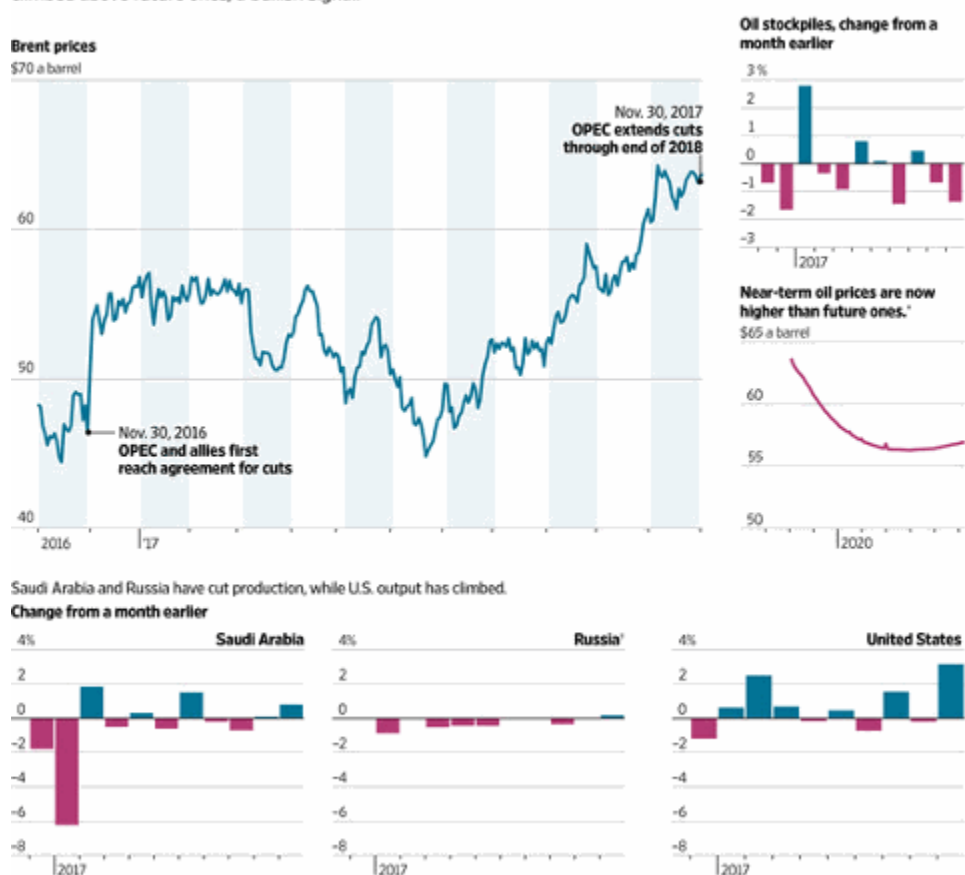 Brent prices
$70 a barrel
Nov. 30, 2017
OPEC extends cuts
through end of 2018
60
50
Nov. 30, 2016
OPEC and allies first
reach agreement for cuts
40
2016
'17
Oil stockpiles, change from a
month earlier
3%
2
1
0
-1
-2
-3
2017
Near-term oil prices are now
higher than future ones.*
$65 a barrel
60
55
50
2020
Saudi Arabia and Russia have cut production, while U.S. output has climbed.
Change from a month earlier
4%
Saudi Arabia
2
0
-2
-4
-6
-8
2017
4%
Russia†
2
0
-2
-4
-6
-8
2017
4%
United States
2
0
-2
-4
-6
-8
2017